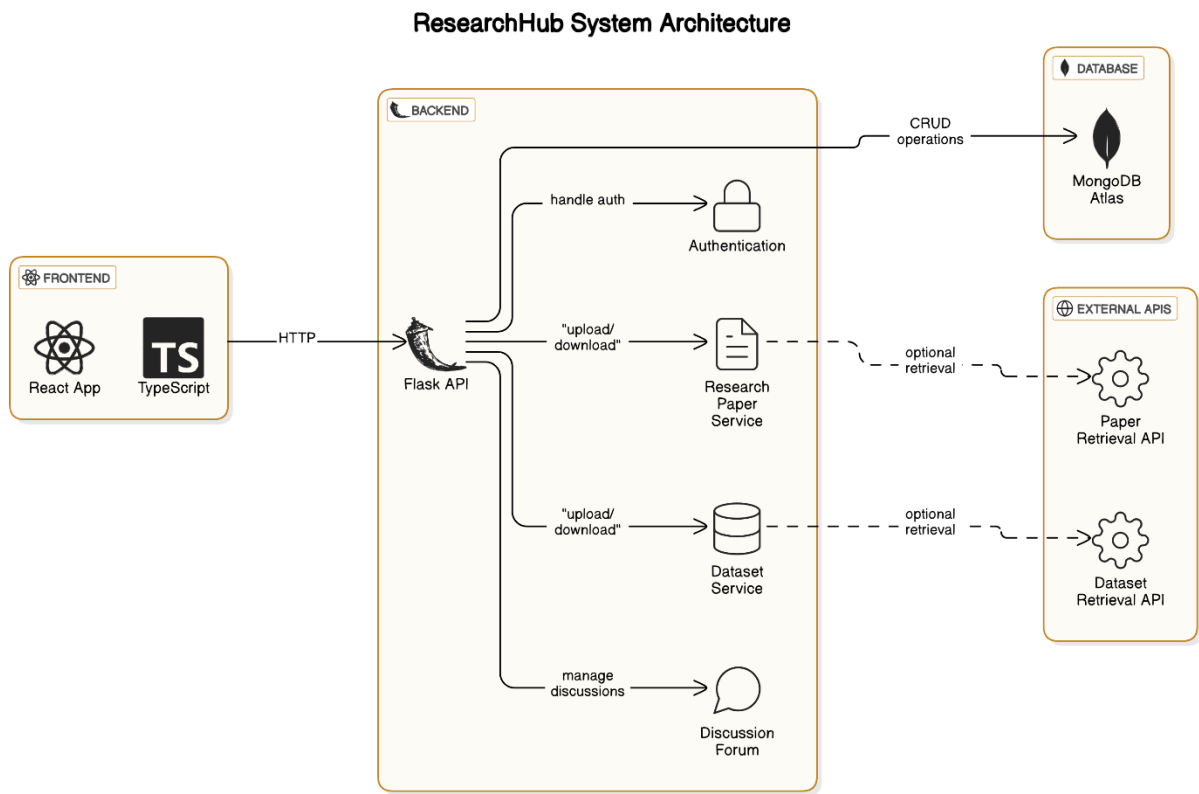 ResearchHub System Architecture
DATABASE
MongoDB
Atlas
BACKEND
CRUD
operations
handle auth
Authentication
FRONTEND
React App
TS
TypeScript
HTTP
Flask API
"upload/
download"
Research
Paper
Service
optional
retrieval
EXTERNAL APIS
Paper
Retrieval API
"upload/
download"
Dataset
Service
optional
retrieval
Dataset
Retrieval API
manage
discussions
Discussion
Forum